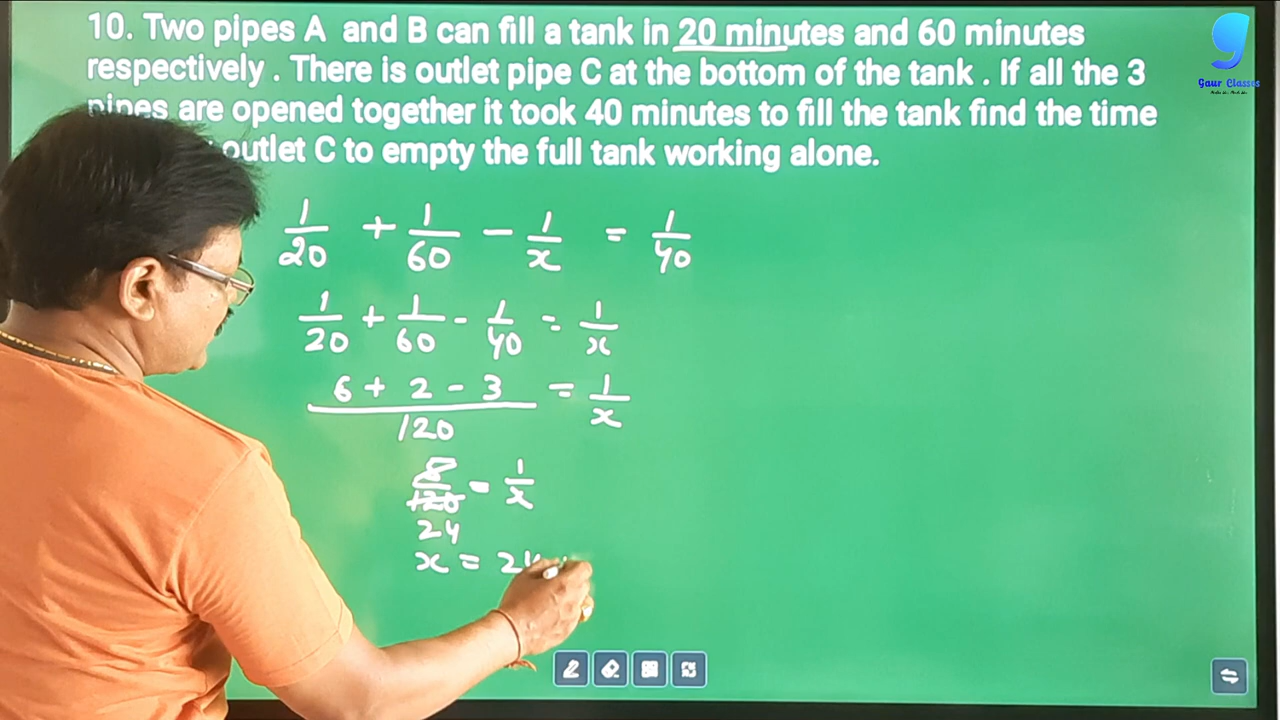 10. Two pipes A and B can fill a tank in 20 minutes and 60 minutes
respectively . There is outlet pipe C at the bottom of the tank . If all the 3
pipes are opened together it took 40 minutes to fill the tank find the time
outlet C to empty the full tank working alone.
Gaur Classes
1/20 + 1/60 - 1/x = 1/40
1/20 + 1/60 - 1/40 = 1/x
6 + 2 - 3 / 120 = 1/x
/120 = 1/x
24
x = 24